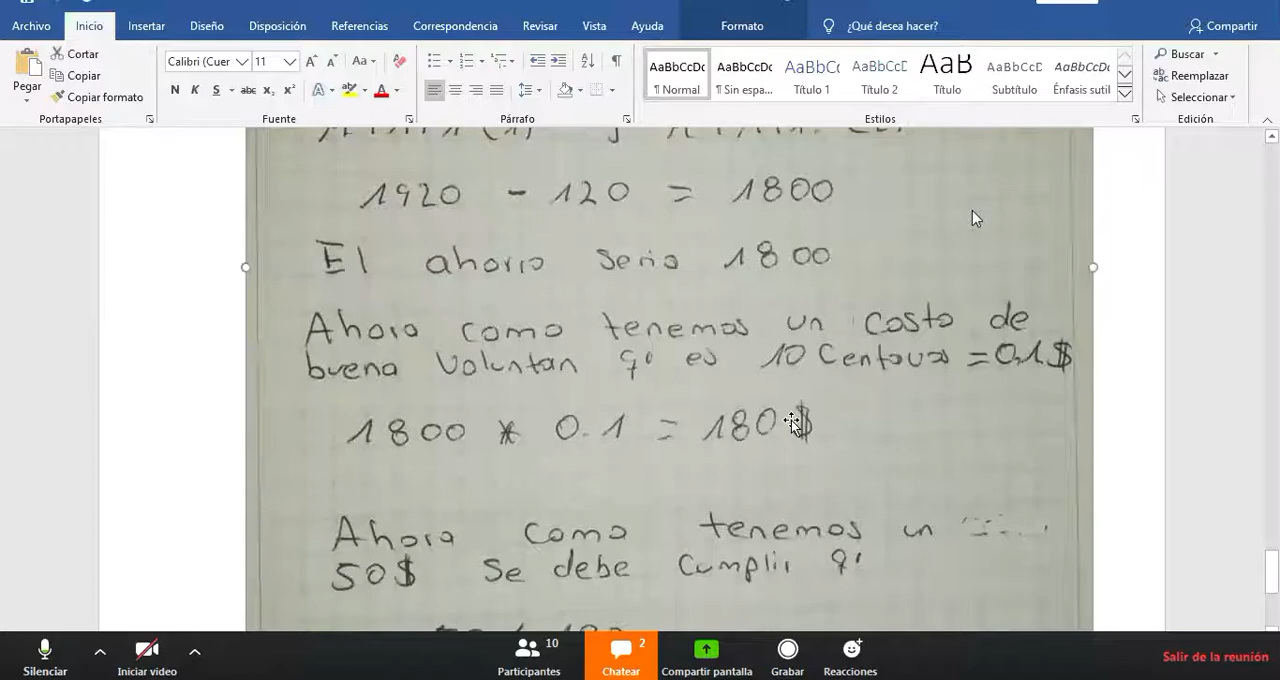 Archivo Inicio Insertar Diseño Disposición Referencias Correspondencia Revisar Vista Ayuda Formato ¿Qué desea hacer? Compartir
Pegar
Cortar
Copiar
Copiar formato
Portapapeles
Calibri (Cuer 11
N K S abc x₂ x²
Fuente
Párrafo
AaBbCcDc AaBbCcDc AaBbCc AaBbCcD AaB AaBbCcD AaBbCcDc
¶ Normal ¶ Sin espa... Título 1 Título 2 Título Subtítulo Énfasis sutil
Estilos
Buscar
Reemplazar
Seleccionar
Edición
1920 - 120 = 1800
El ahorro seria 1800
Ahora como tenemos un costo de
buena voluntan q' es 10 Centavos = 0.1$
1800 * 0.1 = 180$
Ahora como tenemos un
50$ se debe cumplir q'
Silenciar Iniciar video 10 Participantes 2 Chatear Compartir pantalla Grabar Reacciones Salir de la reunión